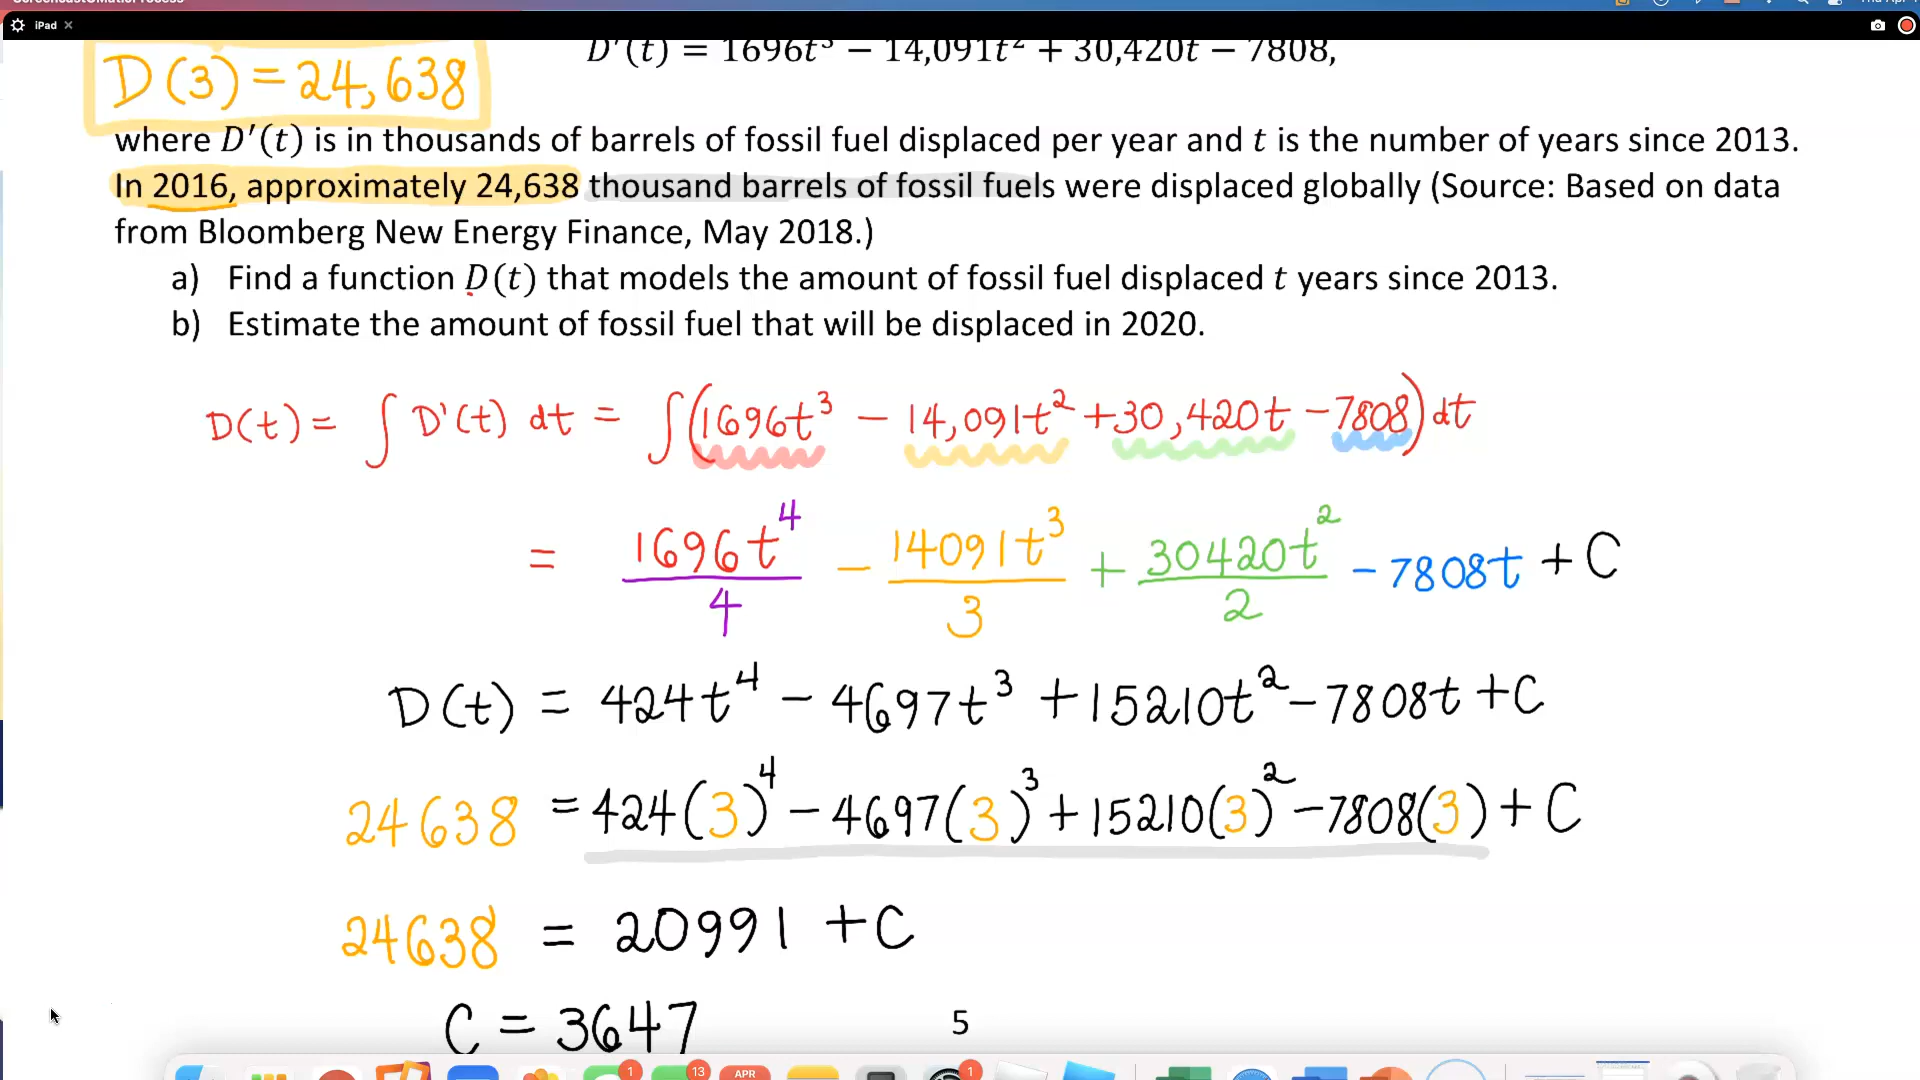 iPad ×
D(3) = 24,638
D′(t) = 1696t³ − 14,091t² + 30,420t − 7808,
where D′(t) is in thousands of barrels of fossil fuel displaced per year and t is the number of years since 2013.
In 2016, approximately 24,638 thousand barrels of fossil fuels were displaced globally (Source: Based on data
from Bloomberg New Energy Finance, May 2018.)
a) Find a function D(t) that models the amount of fossil fuel displaced t years since 2013.
b) Estimate the amount of fossil fuel that will be displaced in 2020.
D(t) = ∫ D'(t) dt = ∫(1696t³ − 14,091t² + 30,420t − 7808) dt
= 1696t⁴/4 − 14091t³/3 + 30420t²/2 − 7808t + C
D(t) = 424t⁴ − 4697t³ + 15210t² − 7808t + C
24638 = 424(3)⁴ − 4697(3)³ + 15210(3)² − 7808(3) + C
24638 = 20991 + C
C = 3647
5
1
13
APR
1